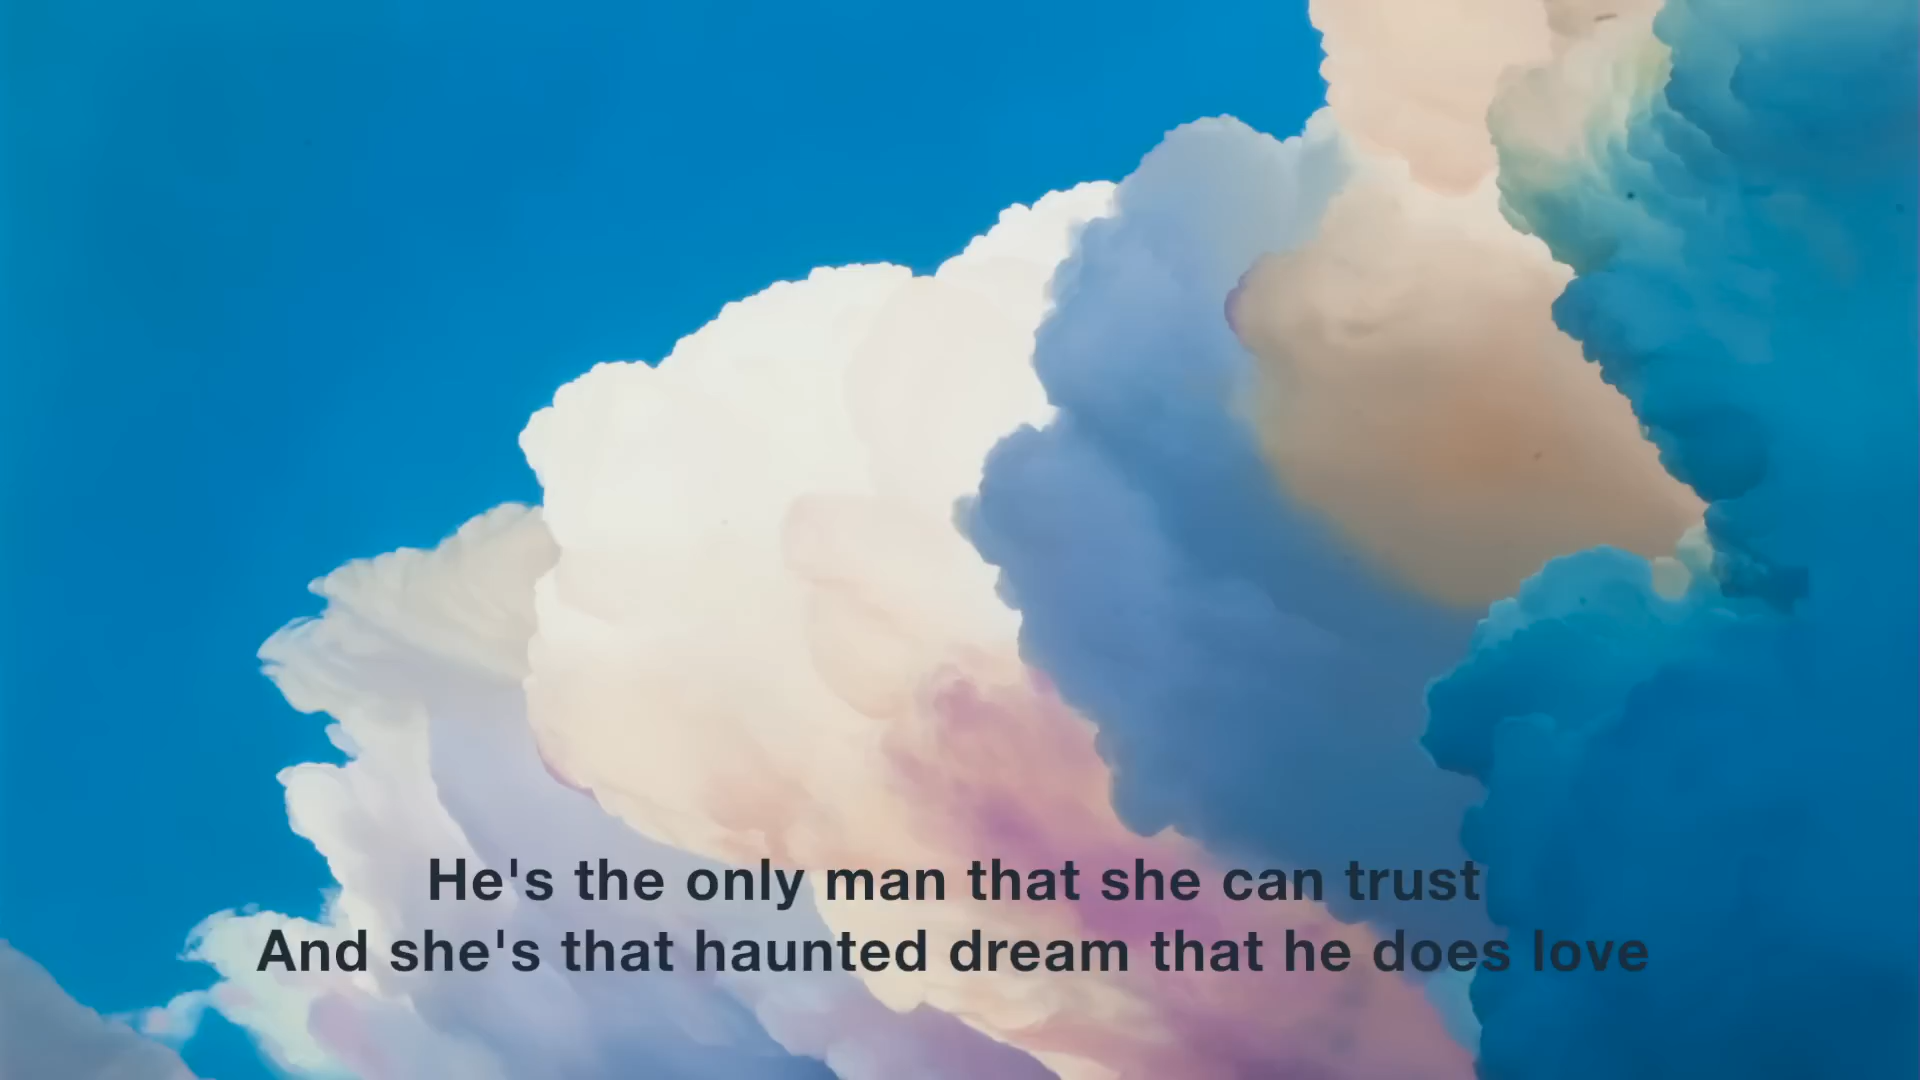 He's the only man that she can trust
And she's that haunted dream that he does love